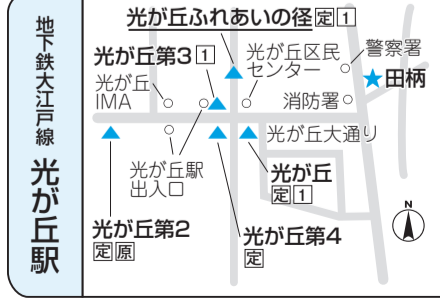 地下鉄大江戸線
光が丘駅
光が丘ふれあいの径定1
光が丘第31
光が丘
IMA
光が丘区民
センター
警察署
★田柄
消防署
光が丘大通り
光が丘駅
出入口
光が丘
定1
光が丘第2
定原
光が丘第4
定
N